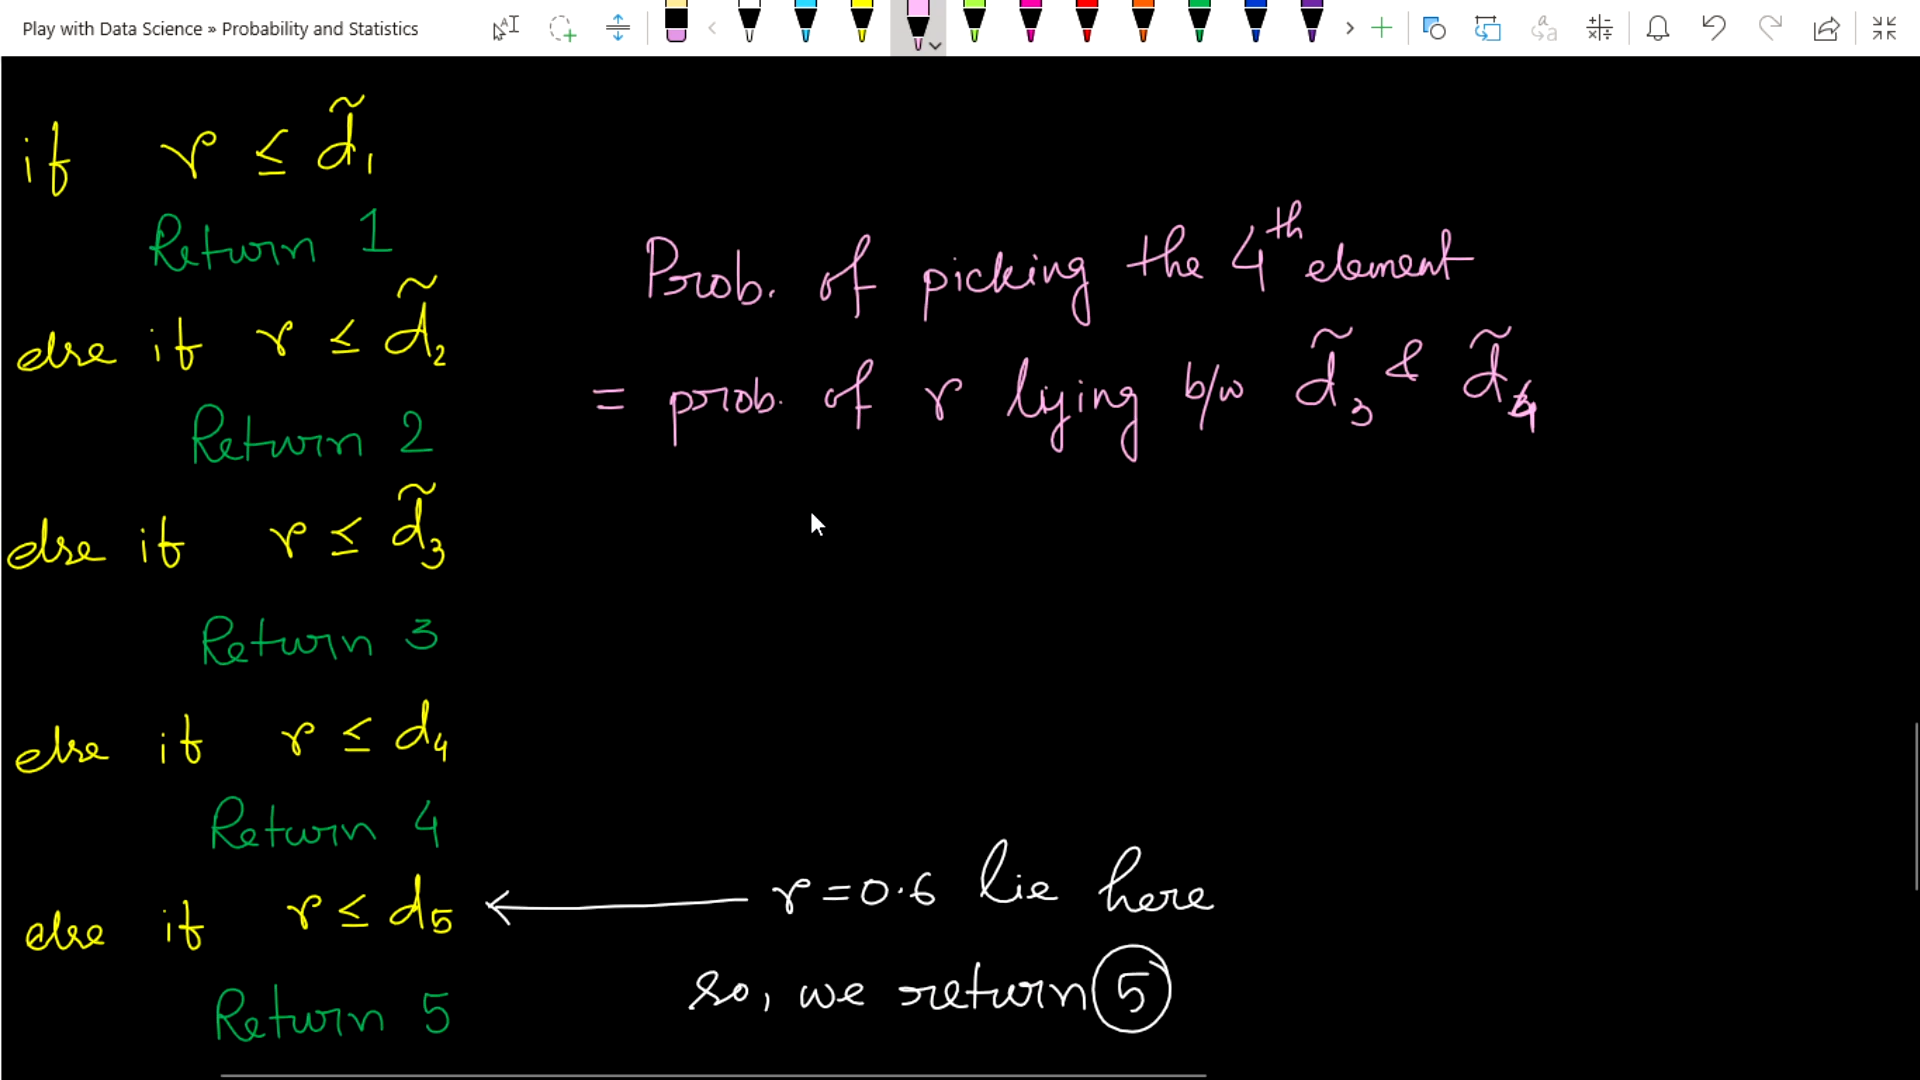 Play with Data Science » Probability and Statistics
if r ≤ d̃₁
Return 1
else if r ≤ d̃₂
Return 2
else if r ≤ d̃₃
Return 3
else if r ≤ d₄
Return 4
else if r ≤ d₅
Return 5
Prob. of picking the 4th element
= prob. of r lying b/w d̃₃ & d̃₄
r = 0.6 lie here
so, we return 5